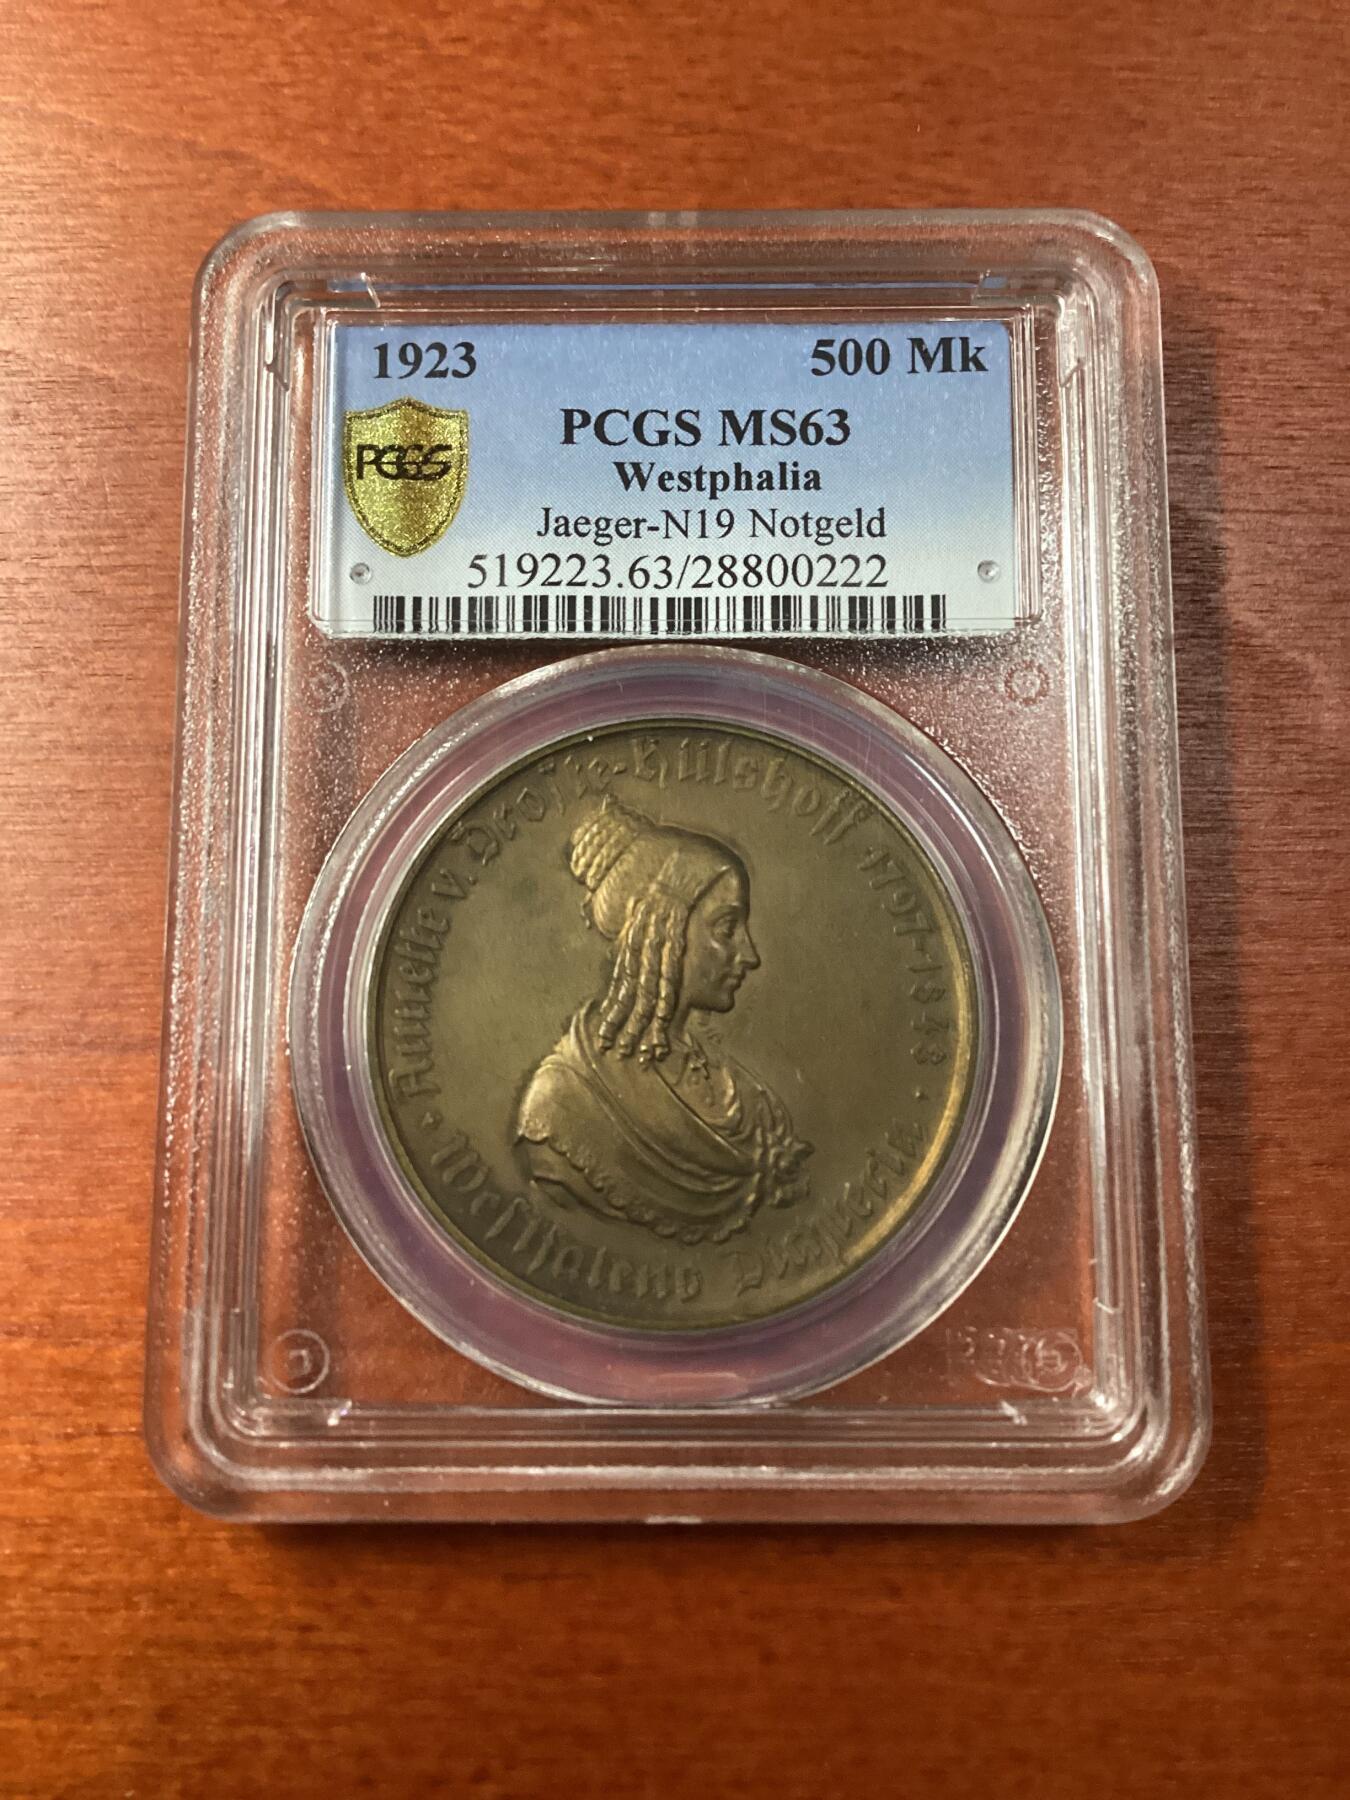 1923 500 Mk
PCGS MS63
PCGS
Westphalia
Jaeger-N19 Notgeld
519223.63/28800222
Annette v. Droste-Hülshoff 1797-1848
Westfalens Dichterin